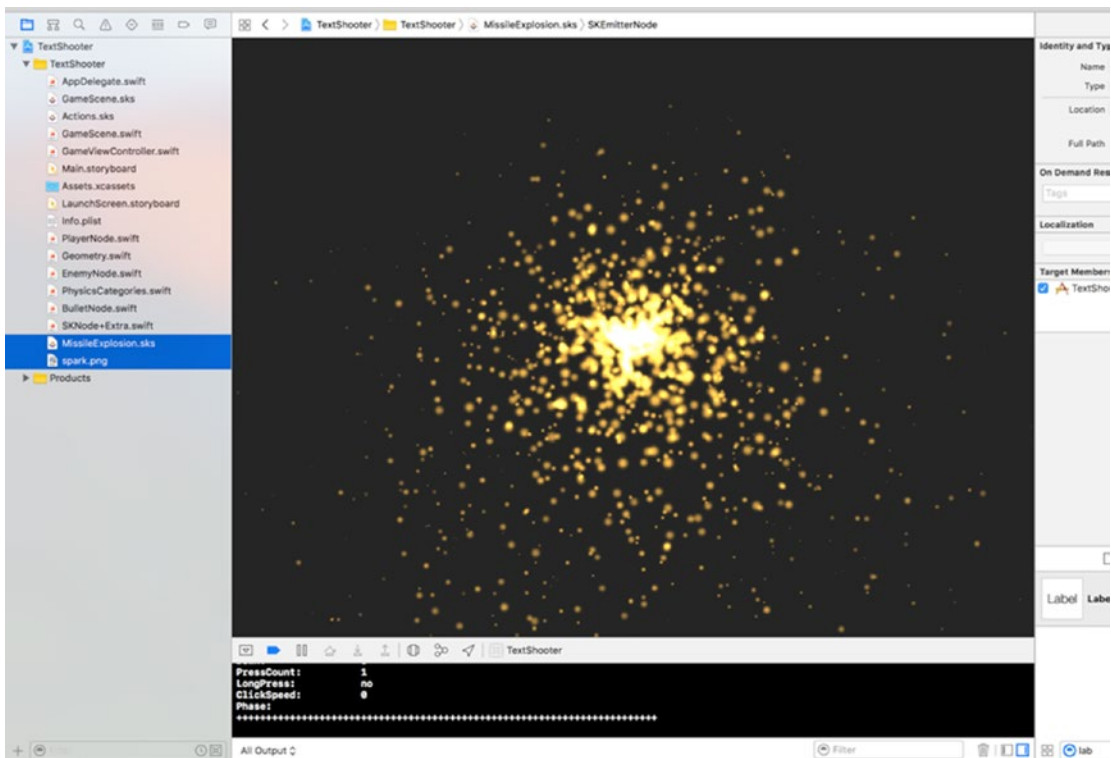 TextShooter 〉 TextShooter 〉 MissileExplosion.sks 〉 SKEmitterNode
TextShooter
TextShooter
AppDelegate.swift
GameScene.sks
Actions.sks
GameScene.swift
GameViewController.swift
Main.storyboard
Assets.xcassets
LaunchScreen.storyboard
Info.plist
PlayerNode.swift
Geometry.swift
EnemyNode.swift
PhysicsCategories.swift
BulletNode.swift
SKNode+Extra.swift
MissileExplosion.sks
spark.png
Products
Identity and Typ
Name
Type
Location
Full Path
On Demand Res
Tags
Localization
Target Members
TextShoo
Label Labe
TextShooter
PressCount: 1
LongPress: no
ClickSpeed: 0
Phase:
All Output
Filter
lab